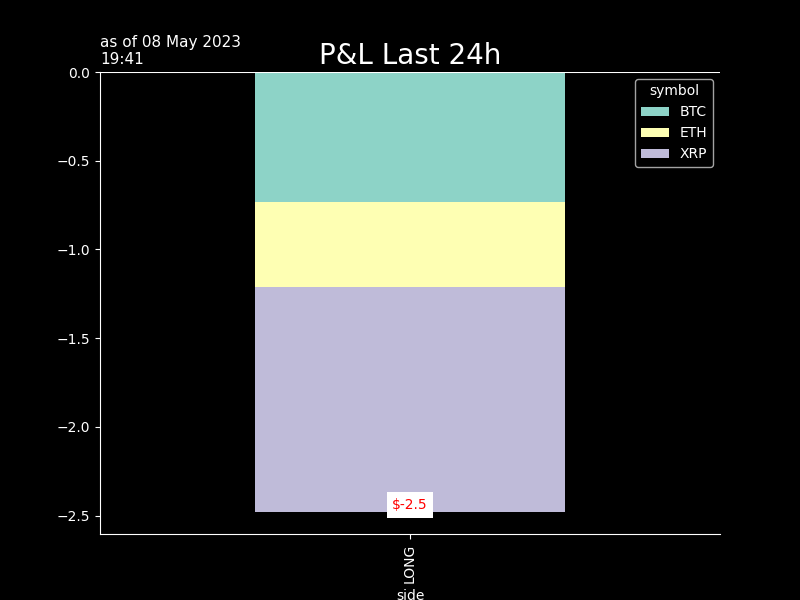 as of 08 May 2023
19:41
P&L Last 24h
symbol
BTC
ETH
XRP
0.0
−0.5
−1.0
−1.5
−2.0
−2.5
$-2.5
LONG
side